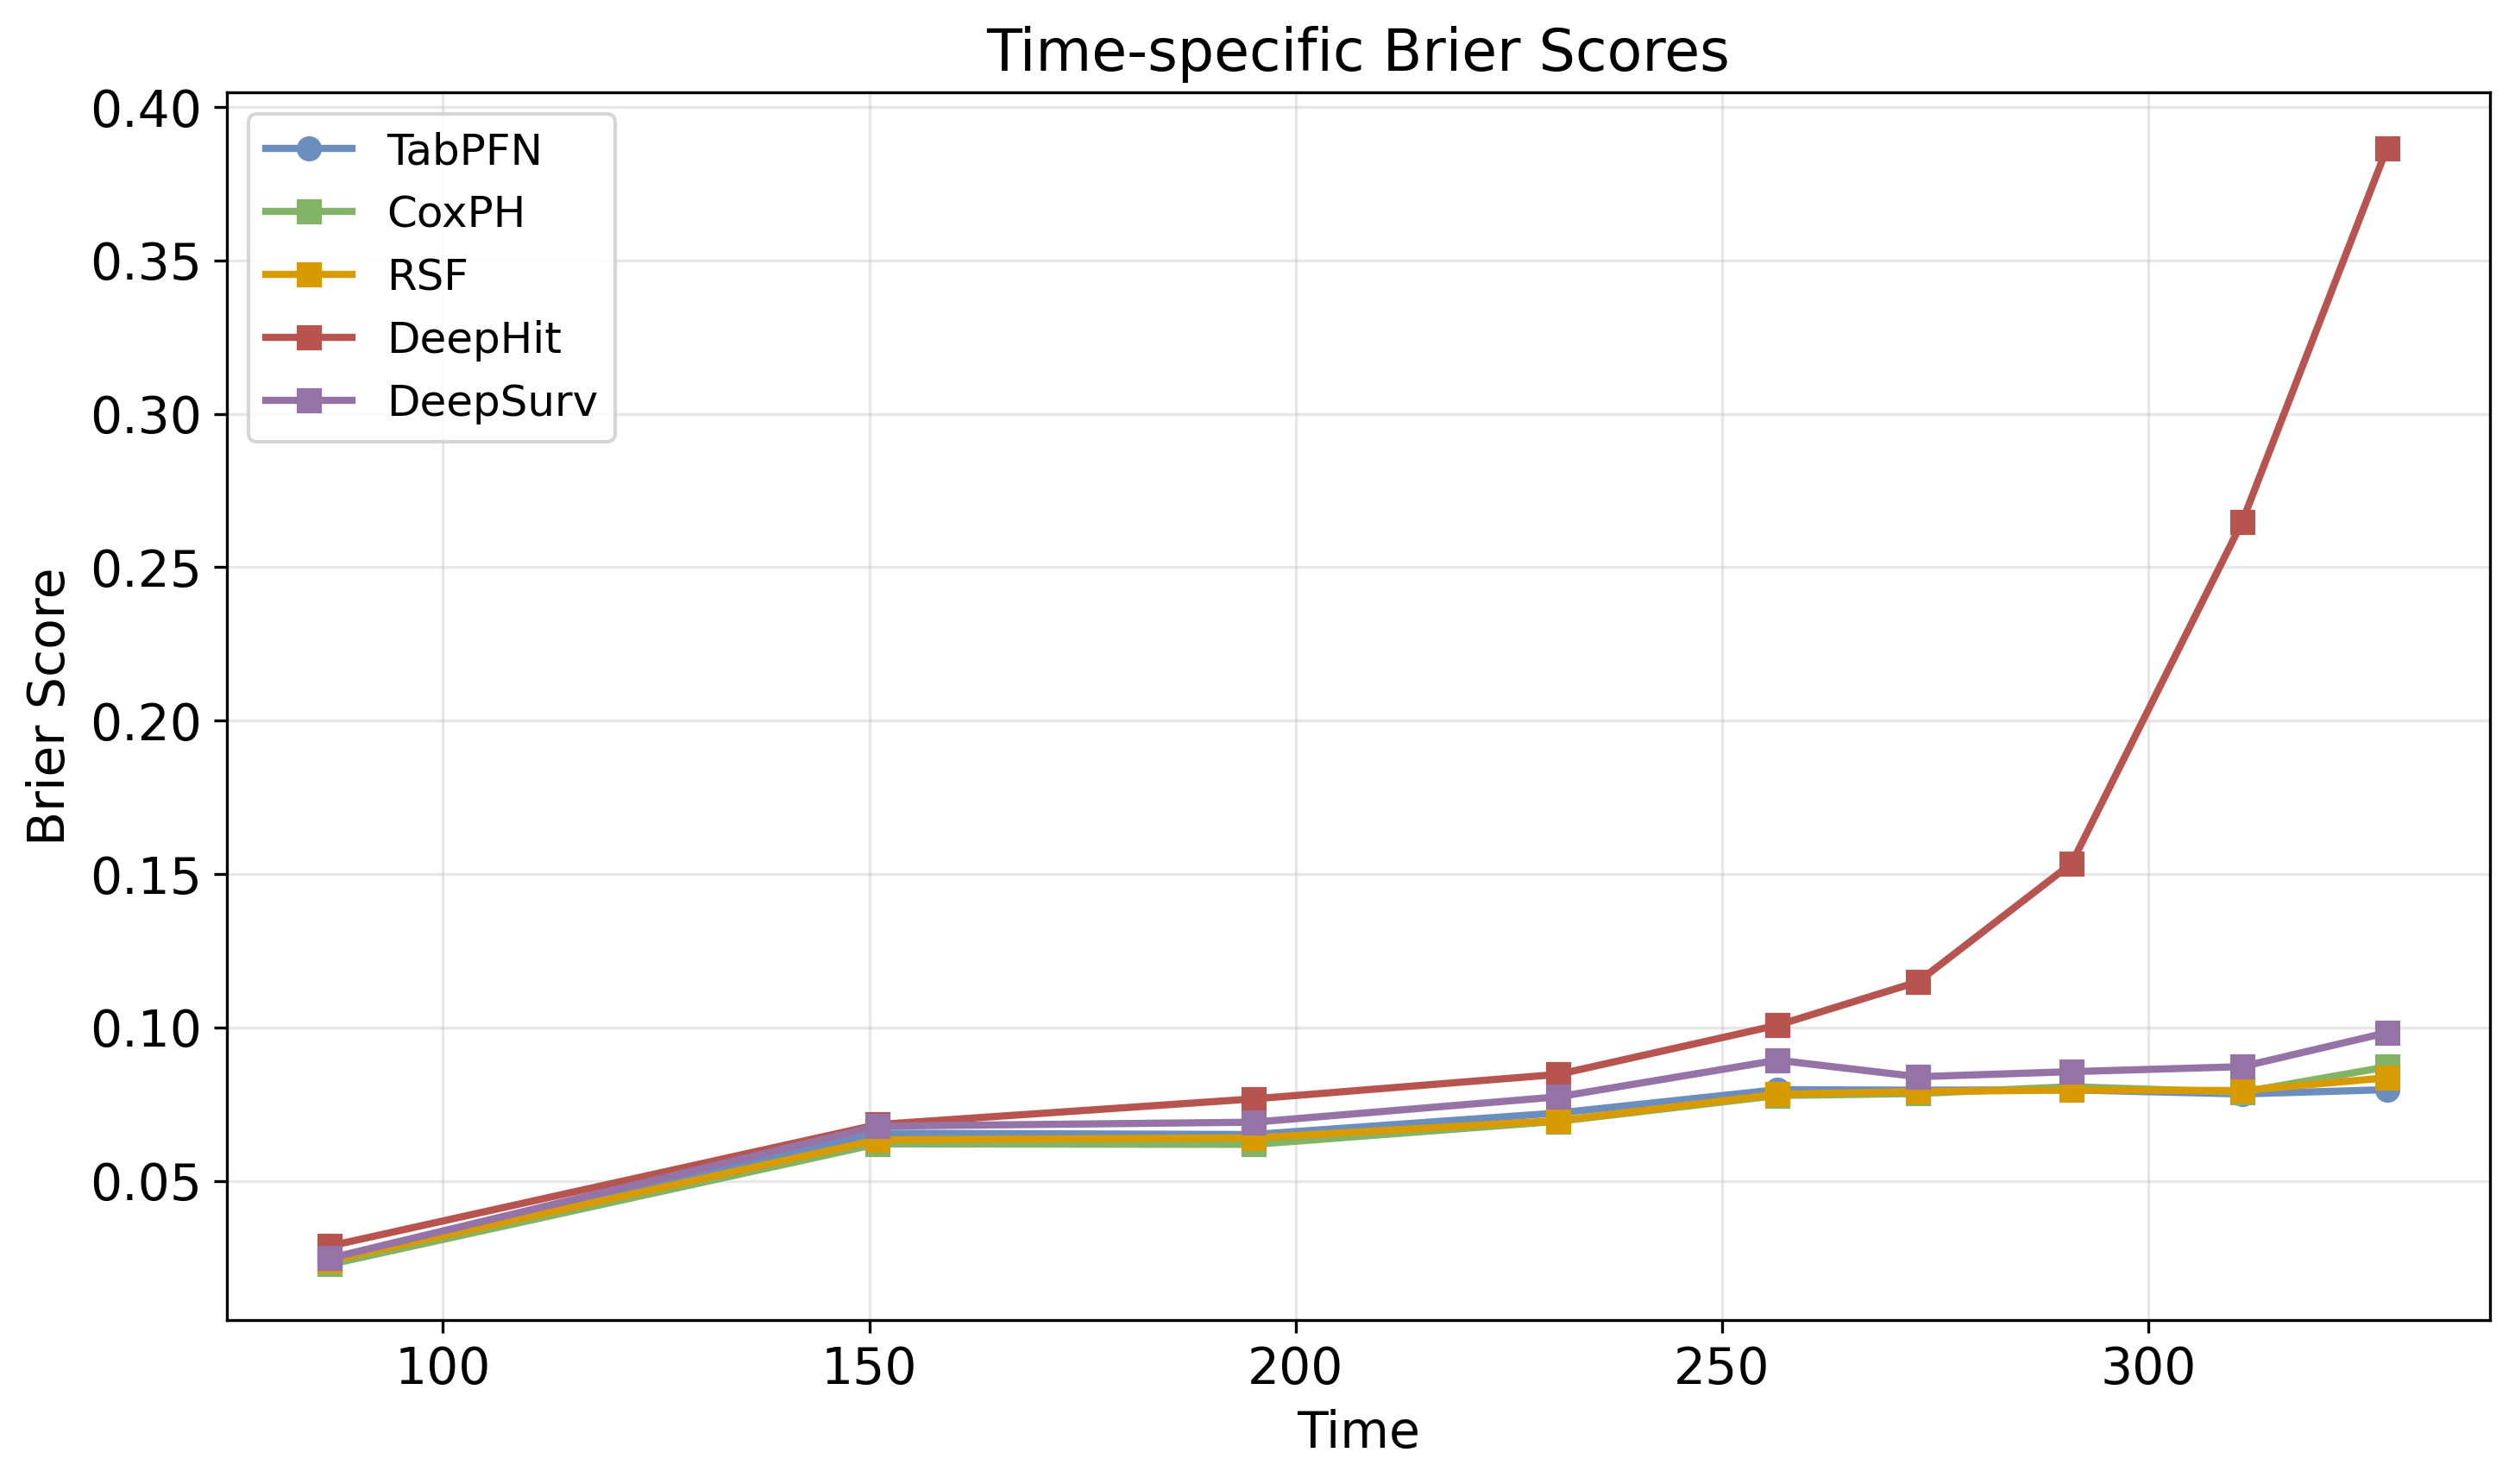 Time-specific Brier Scores
0.40
0.35
0.30
0.25
0.20
0.15
0.10
0.05
Brier Score
TabPFN
CoxPH
RSF
DeepHit
DeepSurv
100 150 200 250 300
Time